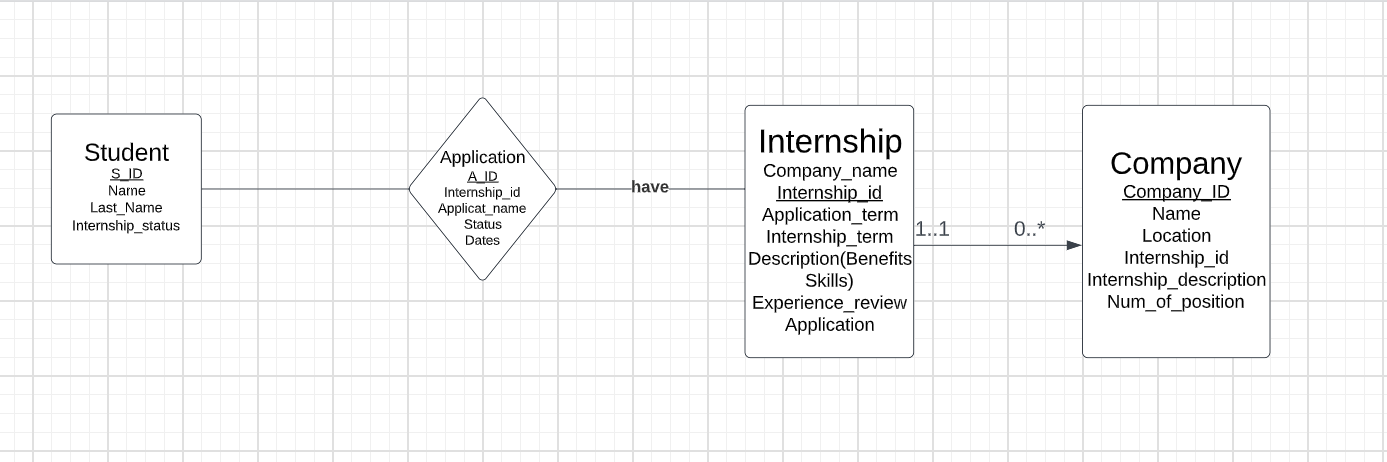 Student
S_ID
Name
Last_Name
Internship_status
Application
A_ID
Internship_id
Applicat_name
Status
Dates
have
Internship
Company_name
Internship_id
Application_term
Internship_term
Description(Benefits
Skills)
Experience_review
Application
1..1
0..*
Company
Company_ID
Name
Location
Internship_id
Internship_description
Num_of_position